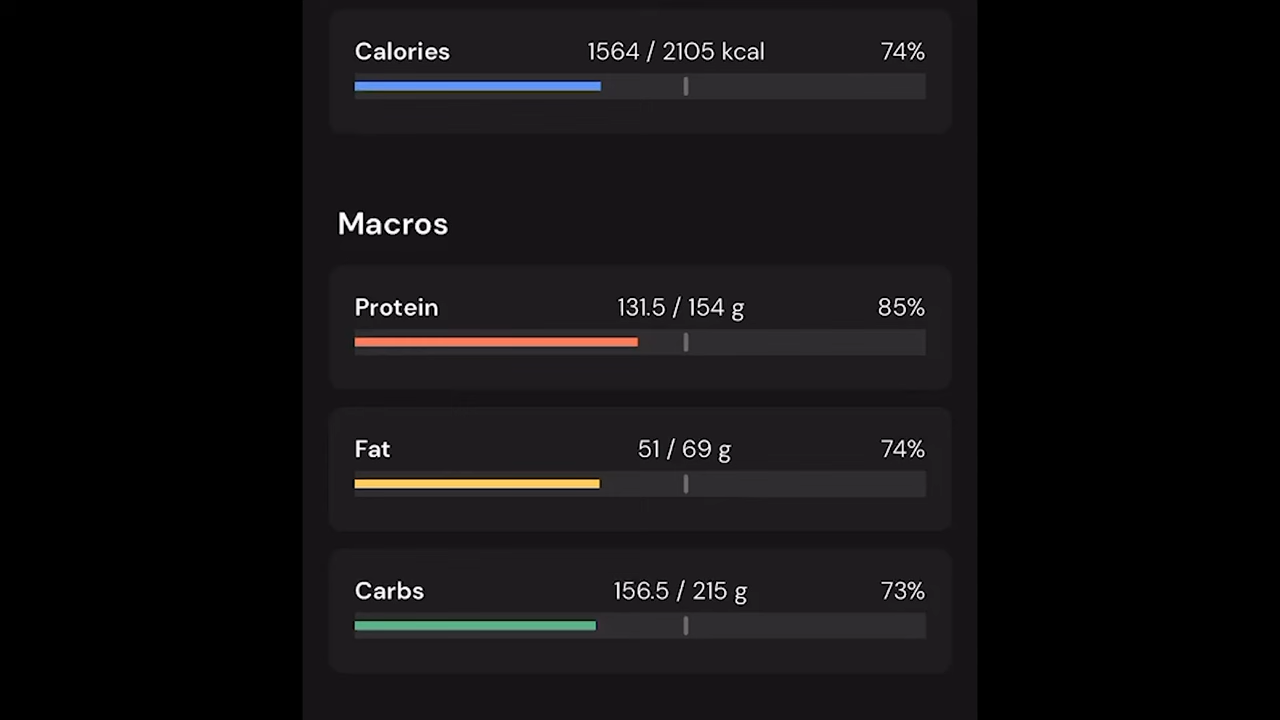 Calories 1564 / 2105 kcal 74%
Macros
Protein 131.5 / 154 g 85%
Fat 51 / 69 g 74%
Carbs 156.5 / 215 g 73%